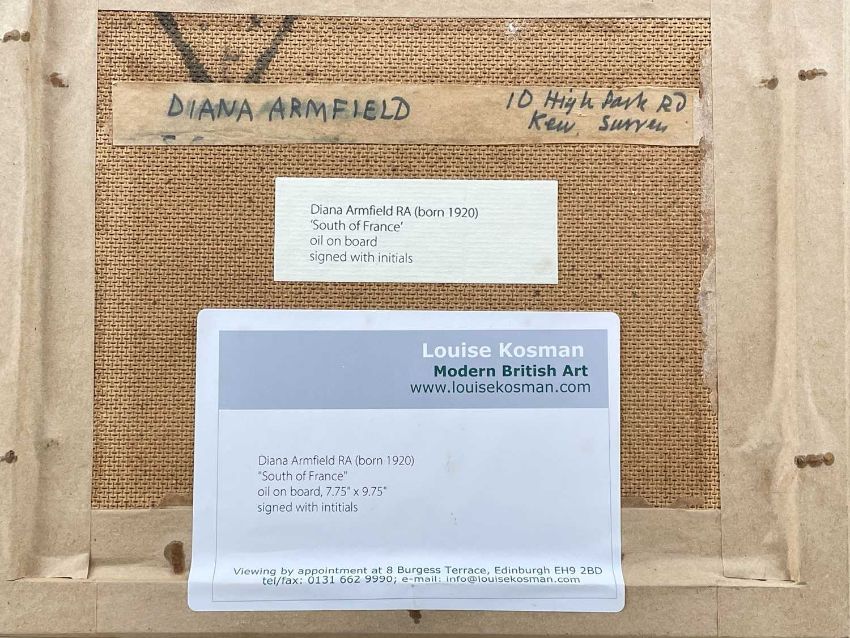 DIANA ARMFIELD
10 High Park RD
Kew, Surrey
Diana Armfield RA (born 1920)
'South of France'
oil on board
signed with initials
Louise Kosman
Modern British Art
www.louisekosman.com
Diana Armfield RA (born 1920)
"South of France"
oil on board, 7.75" x 9.75"
signed with intitials
Viewing by appointment at 8 Burgess Terrace, Edinburgh EH9 2BD
tel/fax: 0131 662 9990; e-mail: info@louisekosman.com